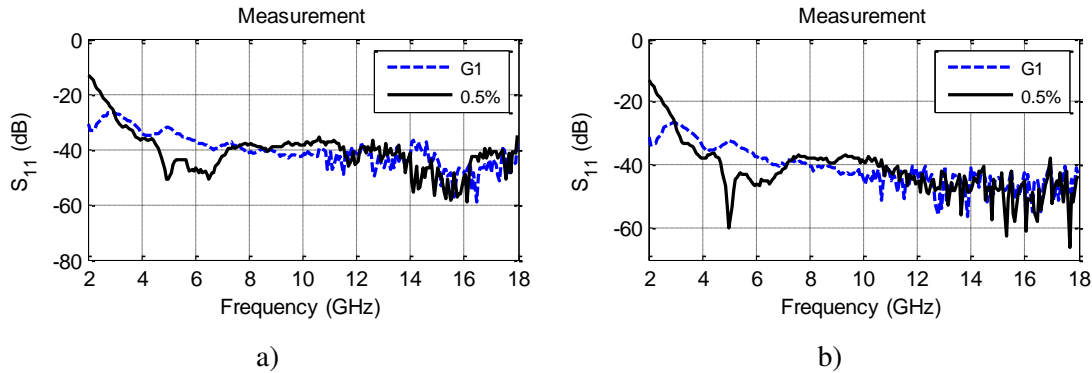 Measurement
0
-20
-40
-60
-80
S11 (dB)
G1
0.5%
2 4 6 8 10 12 14 16 18
Frequency (GHz)
a)
Measurement
0
-20
-40
-60
S11 (dB)
G1
0.5%
2 4 6 8 10 12 14 16 18
Frequency (GHz)
b)